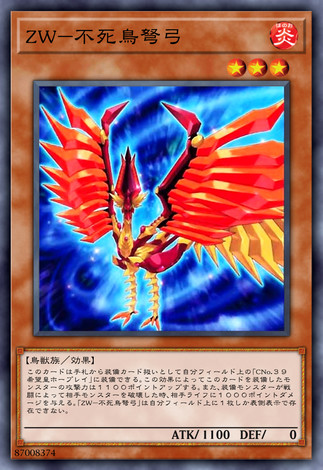 ZW－不死鳥弩弓
炎
【鳥獣族／効果】
このカードは手札から装備カード扱いとして自分フィールド上の「CNo.３９
希望皇ホープレイ」に装備できる。この効果によってこのカードを装備したモ
ンスターの攻撃力は１１００ポイントアップする。また、装備モンスターが戦
闘によって相手モンスターを破壊した時、相手ライフに１０００ポイントダメ
ージを与える。「ZW－不死鳥弩弓」は自分フィールド上に１枚しか表側表示で存
在できない。
ATK/ 1100 DEF/ 0
87008374